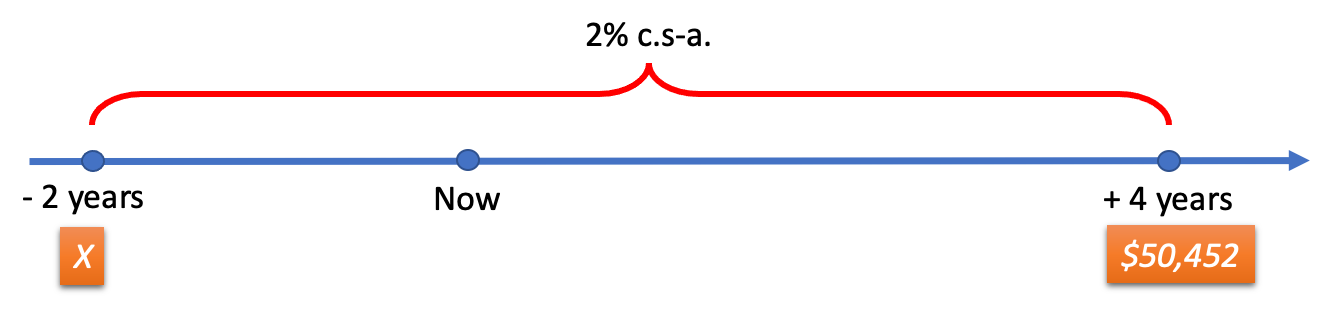 2% c.s-a.
- 2 years
Now
+ 4 years
X
$50,452